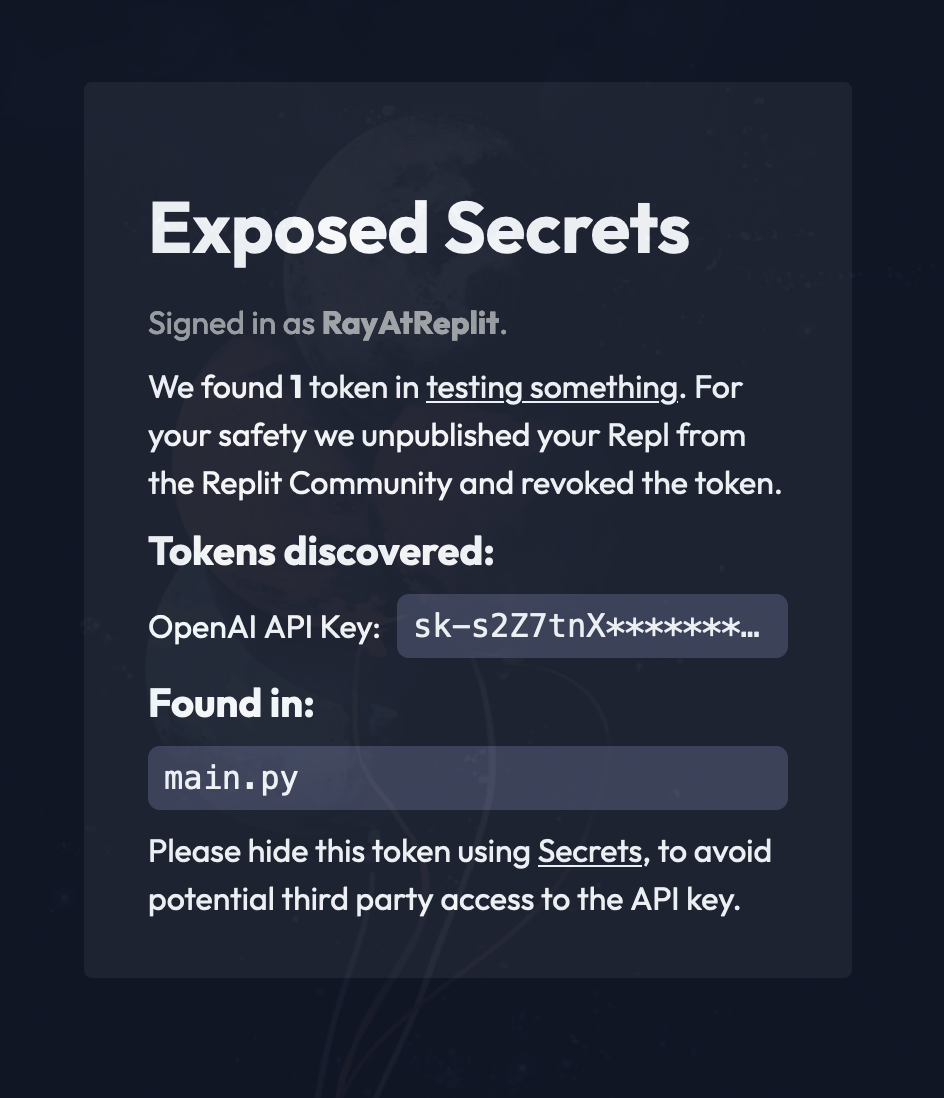 Exposed Secrets
Signed in as RayAtReplit.
We found 1 token in testing something. For
your safety we unpublished your Repl from
the Replit Community and revoked the token.
Tokens discovered:
OpenAI API Key: sk-s2Z7tnX*******…
Found in:
main.py
Please hide this token using Secrets, to avoid
potential third party access to the API key.